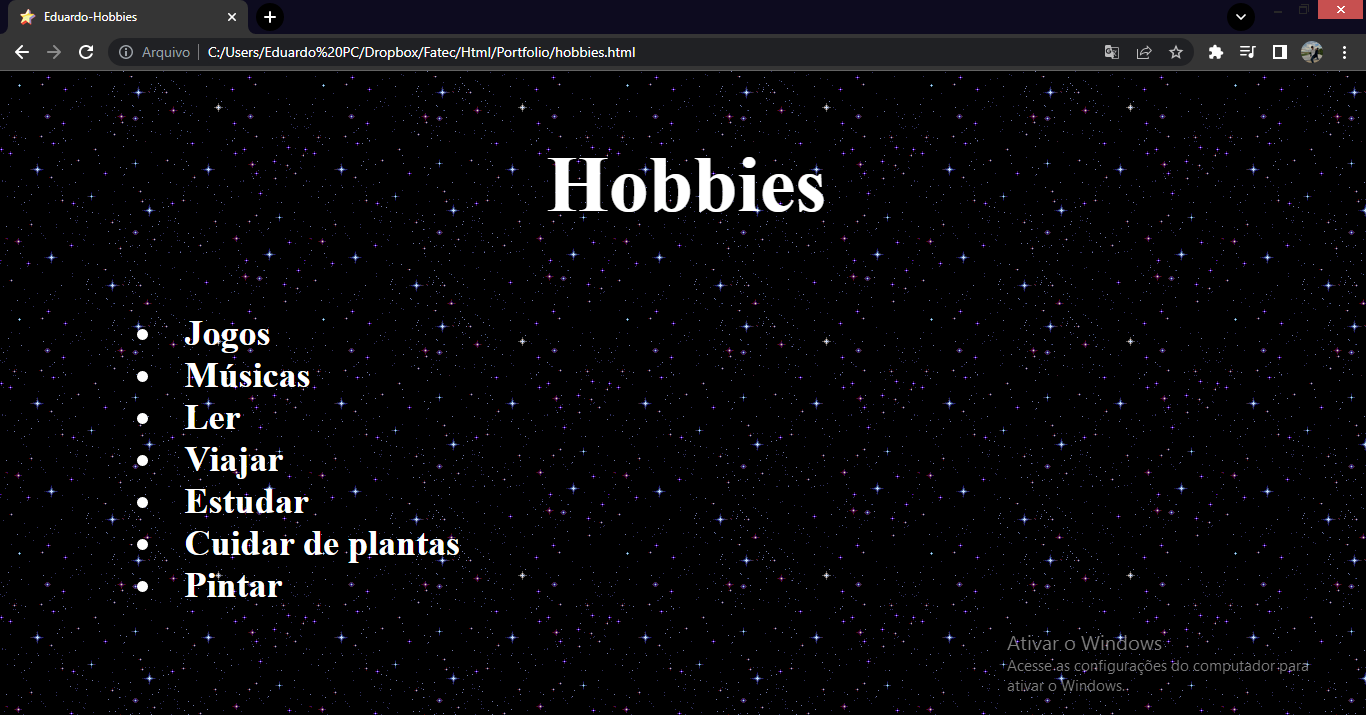 Eduardo-Hobbies
Arquivo C:/Users/Eduardo%20PC/Dropbox/Fatec/Html/Portfolio/hobbies.html
Hobbies
Jogos
Músicas
Ler
Viajar
Estudar
Cuidar de plantas
Pintar
Ativar o Windows
Acesse as configurações do computador para
ativar o Windows.